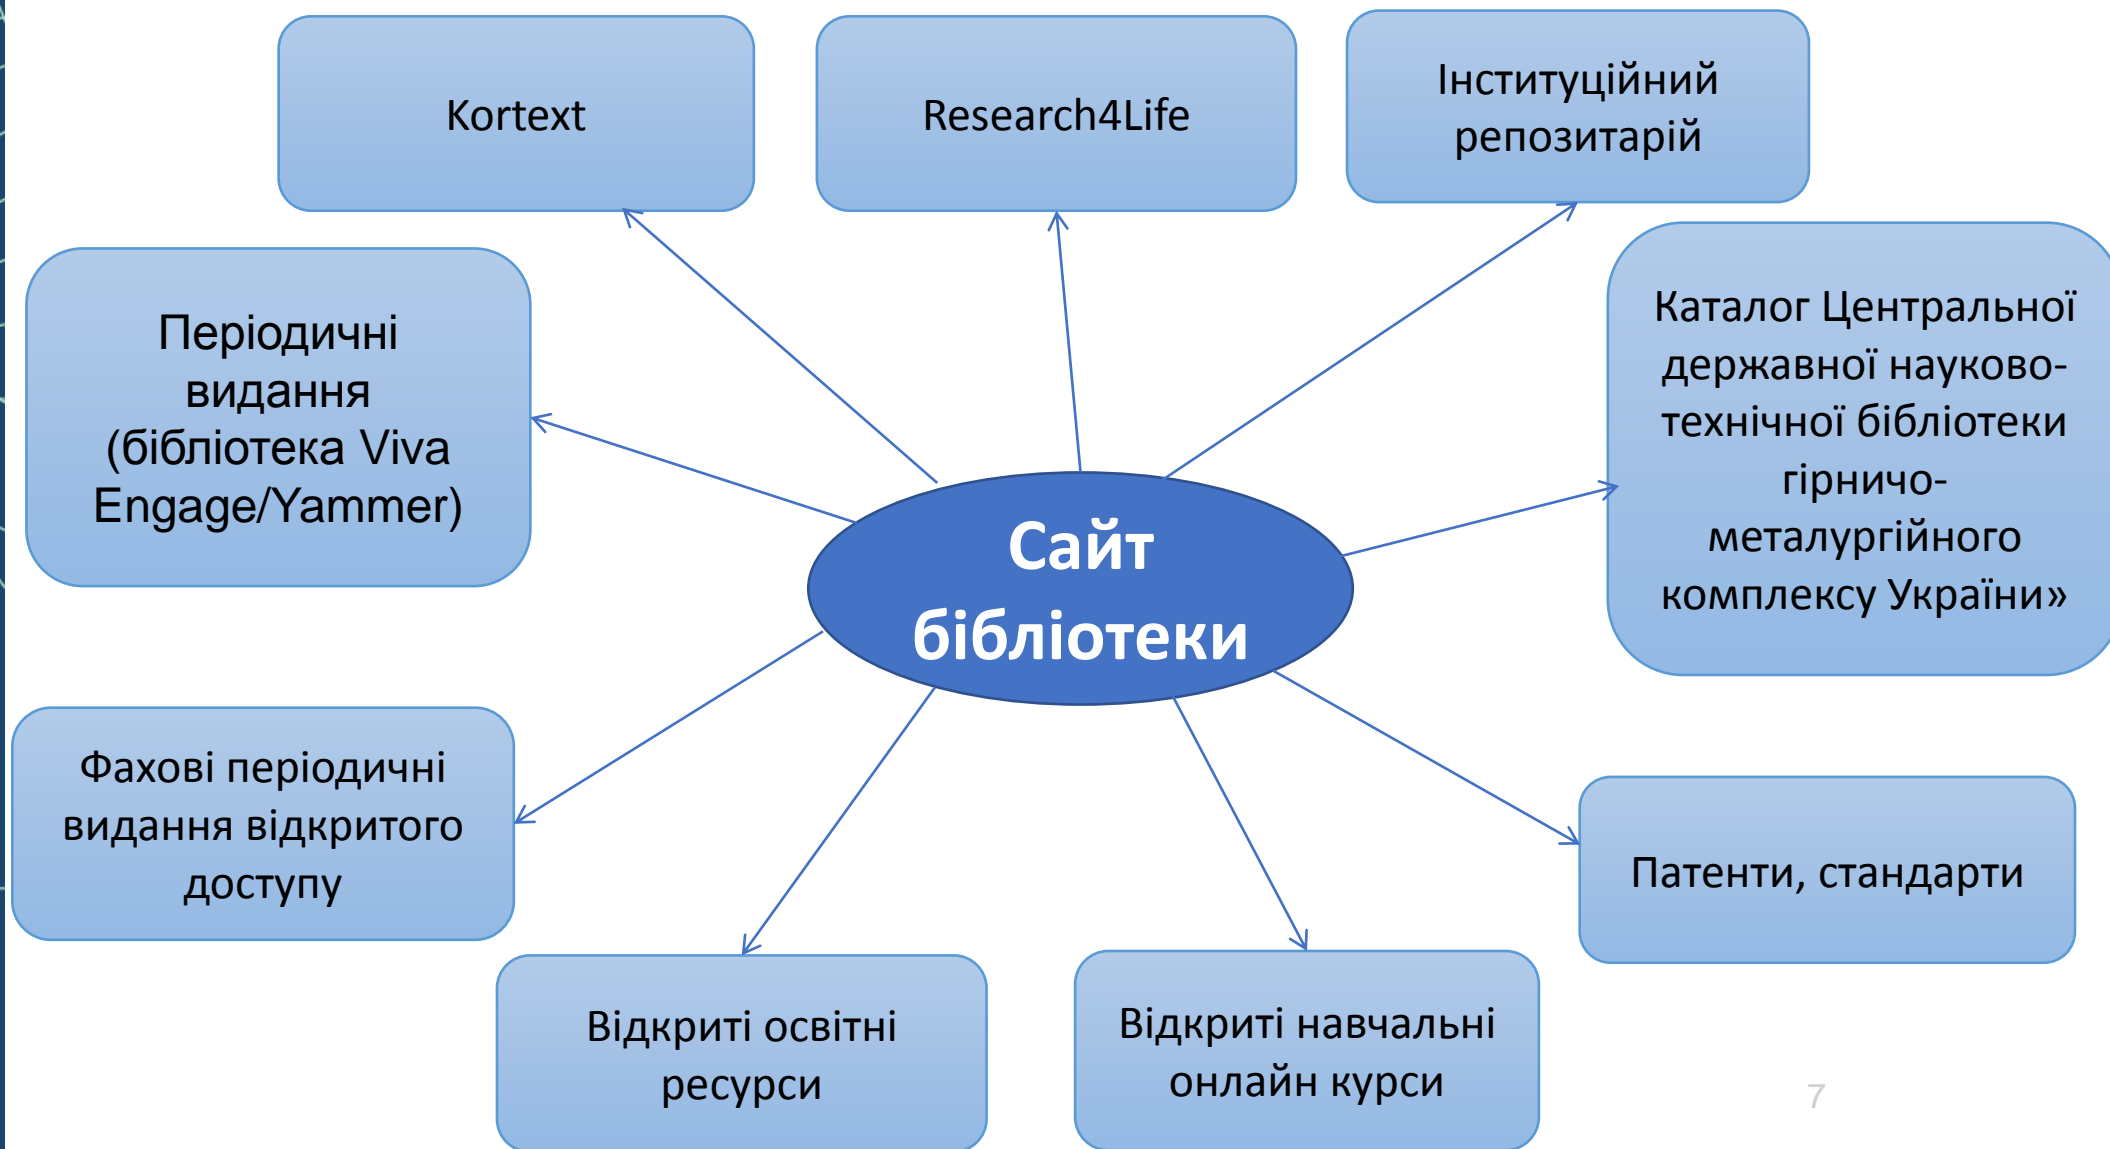 Kortext
Research4Life
Інституційний
репозитарій
Періодичні
видання
(бібліотека Viva
Engage/Yammer)
Каталог Центральної
державної науково-
технічної бібліотеки
гірничо-
металургійного
комплексу України»
Сайт
бібліотеки
Фахові періодичні
видання відкритого
доступу
Патенти, стандарти
Відкриті освітні
ресурси
Відкриті навчальні
онлайн курси
7